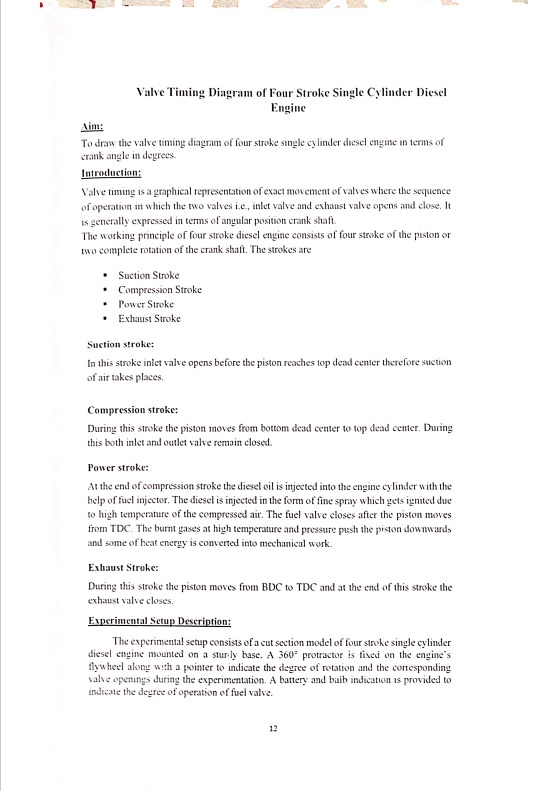 Valve Timing Diagram of Four Stroke Single Cylinder Diesel
Engine
Aim:
To draw the valve timing diagram of four stroke single cylinder diesel engine in terms of
crank angle in degrees.
Introduction:
Valve timing is a graphical representation of exact movement of valves where the sequence
of operation in which the two valves i.e., inlet valve and exhaust valve opens and close. It
is generally expressed in terms of angular position crank shaft.
The working principle of four stroke diesel engine consists of four stroke of the piston or
two complete rotation of the crank shaft. The strokes are
▪ Suction Stroke
▪ Compression Stroke
▪ Power Stroke
▪ Exhaust Stroke
Suction stroke:
In this stroke inlet valve opens before the piston reaches top dead center therefore suction
of air takes places.
Compression stroke:
During this stroke the piston moves from bottom dead center to top dead center. During
this both inlet and outlet valve remain closed.
Power stroke:
At the end of compression stroke the diesel oil is injected into the engine cylinder with the
help of fuel injector. The diesel is injected in the form of fine spray which gets ignited due
to high temperature of the compressed air. The fuel valve closes after the piston moves
from TDC. The burnt gases at high temperature and pressure push the piston downwards
and some of heat energy is converted into mechanical work.
Exhaust Stroke:
During this stroke the piston moves from BDC to TDC and at the end of this stroke the
exhaust valve closes.
Experimental Setup Description:
The experimental setup consists of a cut section model of four stroke single cylinder
diesel engine mounted on a sturdy base. A 360° protractor is fixed on the engine's
flywheel along with a pointer to indicate the degree of rotation and the corresponding
valve openings during the experimentation. A battery and bulb indication is provided to
indicate the degree of operation of fuel valve.
12